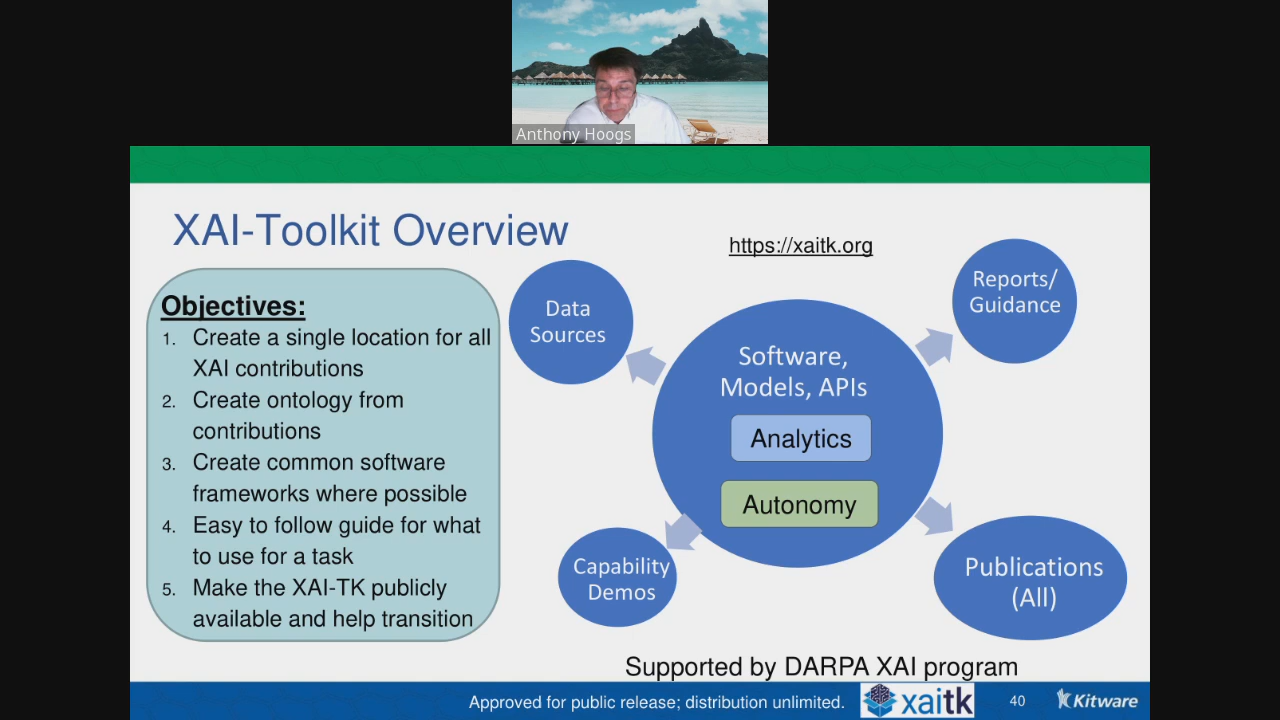 Anthony Hoogs
XAI-Toolkit Overview
https://xaitk.org
Objectives:
1. Create a single location for all
XAI contributions
2. Create ontology from
contributions
3. Create common software
frameworks where possible
4. Easy to follow guide for what
to use for a task
5. Make the XAI-TK publicly
available and help transition
Data
Sources
Reports/
Guidance
Software,
Models, APIs
Analytics
Autonomy
Capability
Demos
Publications
(All)
Supported by DARPA XAI program
Approved for public release; distribution unlimited.
xaitk
40
Kitware